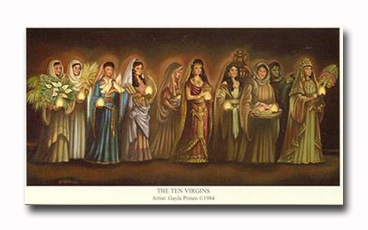 THE TEN VIRGINS
Artist: Gayla Prince ©1984